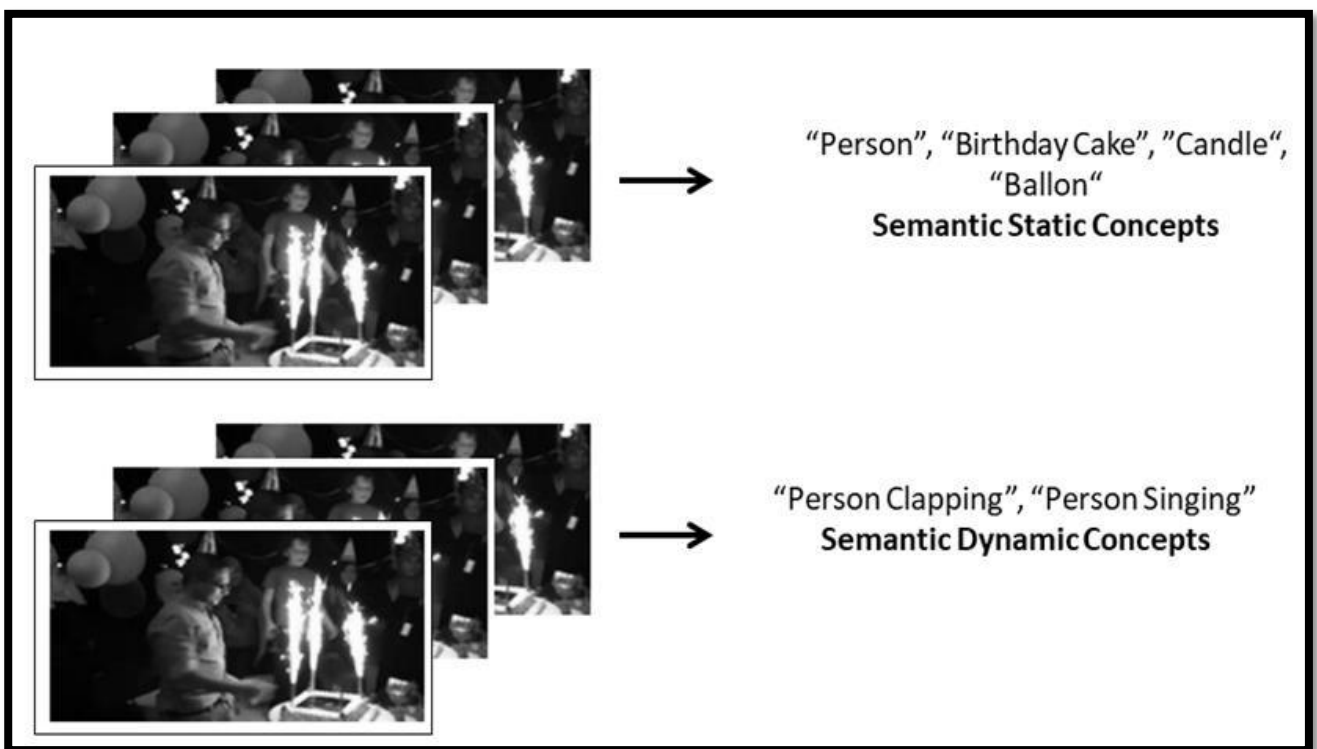 “Person”, “Birthday Cake”, ”Candle“,
“Ballon“
Semantic Static Concepts
“Person Clapping”, “Person Singing”
Semantic Dynamic Concepts